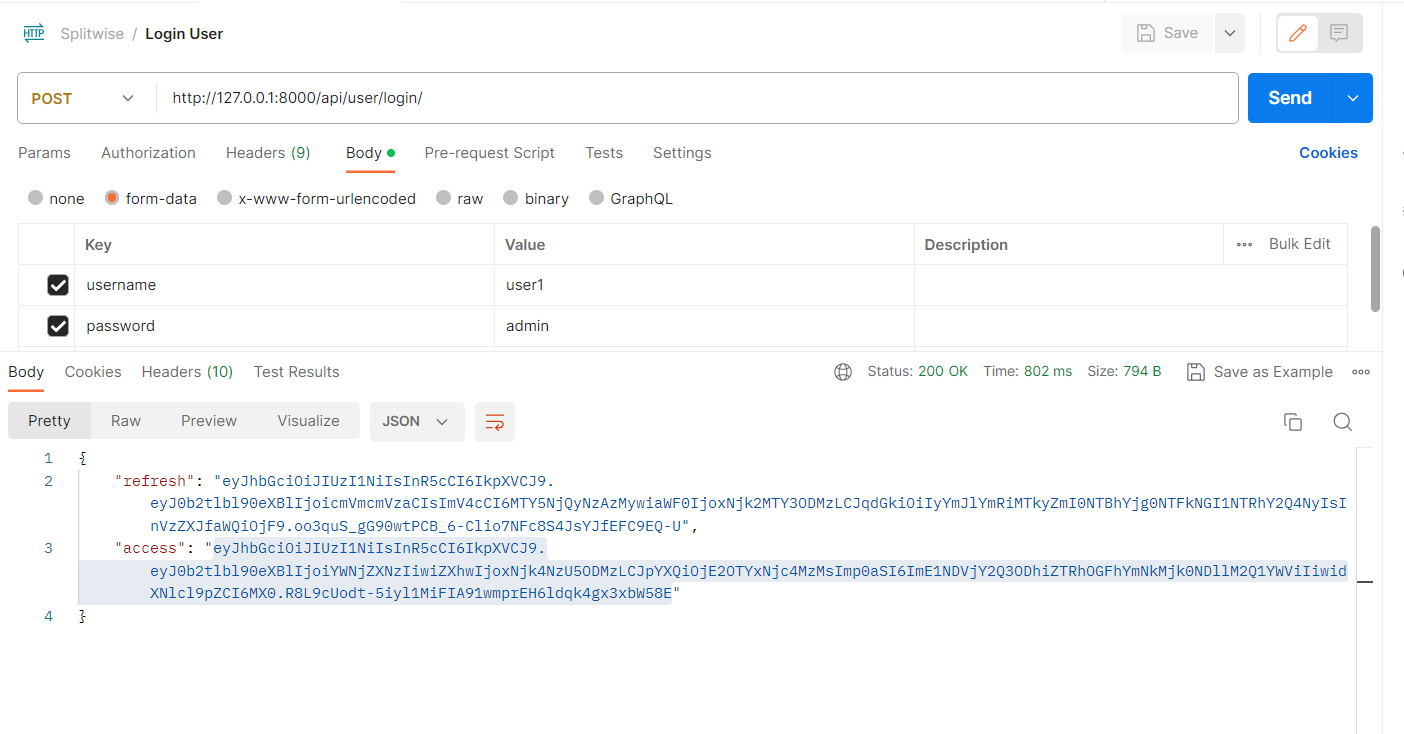 HTTP Splitwise / Login User Save
POST http://127.0.0.1:8000/api/user/login/ Send
Params Authorization Headers (9) Body Pre-request Script Tests Settings Cookies
none form-data x-www-form-urlencoded raw binary GraphQL
Key Value Description Bulk Edit
username user1
password admin
Body Cookies Headers (10) Test Results Status: 200 OK Time: 802 ms Size: 794 B Save as Example
Pretty Raw Preview Visualize JSON
1 {
2 "refresh": "eyJhbGciOiJIUzI1NiIsInR5cCI6IkpXVCJ9.
eyJ0b2tlbl90eXBlIjoicmVmcmVzaCIsImV4cCI6MTY5NjQyNzAzMywiaWF0IjoxNjk2MTY3ODMzLCJqdGkiOiIyYmJlYmRiMTkyZmI0NTBhYjg0NTFkNGI1NTRhY2Q4NyIsI
nVzZXJfaWQiOjF9.oo3quS_gG90wtPCB_6-Clio7NFc8S4JsYJfEFC9EQ-U",
3 "access": "eyJhbGciOiJIUzI1NiIsInR5cCI6IkpXVCJ9.
eyJ0b2tlbl90eXBlIjoiYWNjZXNzIiwiZXhwIjoxNjk4NzU5ODMzLCJpYXQiOjE2OTYxNjc4MzMsImp0aSI6ImE1NDVjY2Q3ODhiZTRhOGFhYmNkMjk0NDllM2Q1YWViIiwid
XNlcl9pZCI6MX0.R8L9cUodt-5iyl1MiFIA91wmprEH6ldqk4gx3xbW58E"
4 }